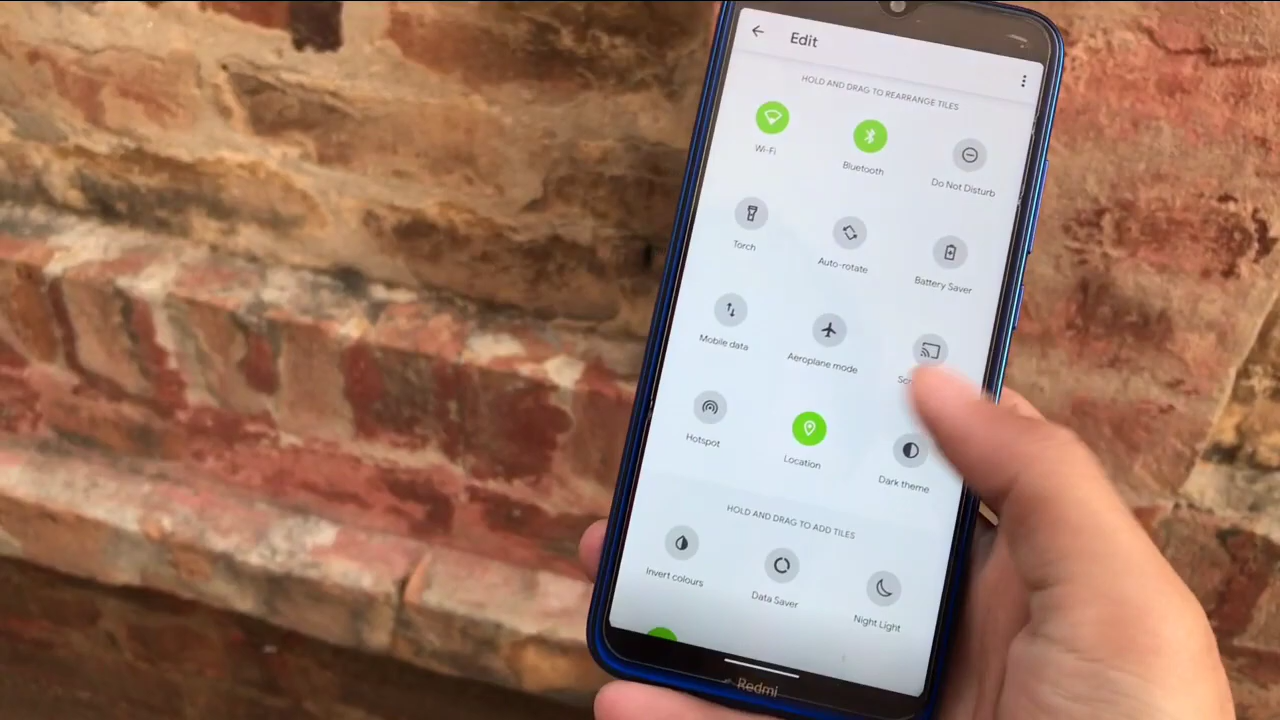 Edit
HOLD AND DRAG TO REARRANGE TILES
Wi-Fi
Bluetooth
Do Not Disturb
Torch
Auto-rotate
Battery Saver
Mobile data
Aeroplane mode
Hotspot
Location
Dark theme
HOLD AND DRAG TO ADD TILES
Invert colours
Data Saver
Night Light
Redmi